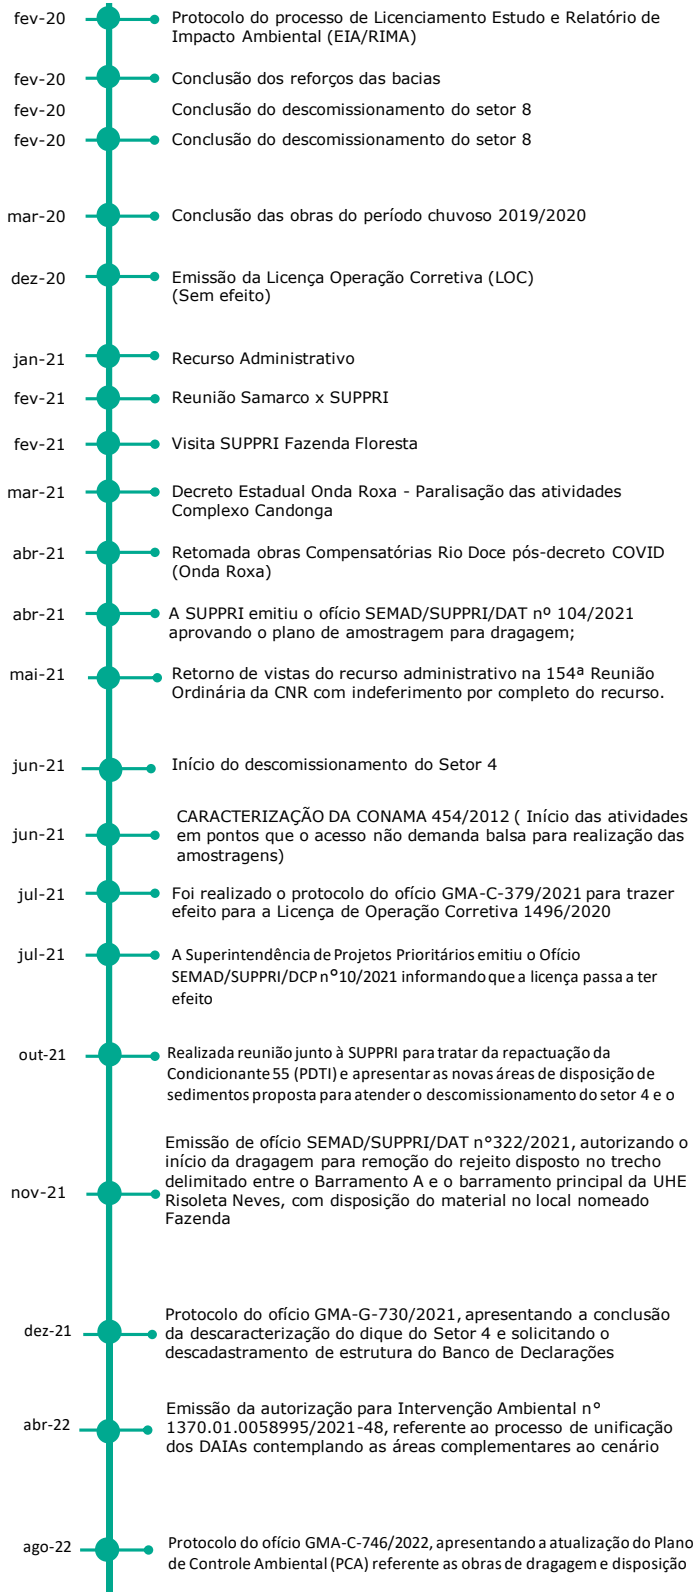 fev-20 Protocolo do processo de Licenciamento Estudo e Relatório de
Impacto Ambiental (EIA/RIMA)
fev-20 Conclusão dos reforços das bacias
fev-20 Conclusão do descomissionamento do setor 8
fev-20 Conclusão do descomissionamento do setor 8
mar-20 Conclusão das obras do período chuvoso 2019/2020
dez-20 Emissão da Licença Operação Corretiva (LOC)
(Sem efeito)
jan-21 Recurso Administrativo
fev-21 Reunião Samarco x SUPPRI
fev-21 Visita SUPPRI Fazenda Floresta
mar-21 Decreto Estadual Onda Roxa - Paralisação das atividades
Complexo Candonga
abr-21 Retomada obras Compensatórias Rio Doce pós-decreto COVID
(Onda Roxa)
abr-21 A SUPPRI emitiu o ofício SEMAD/SUPPRI/DAT nº 104/2021
aprovando o plano de amostragem para dragagem;
mai-21 Retorno de vistas do recurso administrativo na 154ª Reunião
Ordinária da CNR com indeferimento por completo do recurso.
jun-21 Início do descomissionamento do Setor 4
CARACTERIZAÇÃO DA CONAMA 454/2012 ( Início das atividades
jun-21 em pontos que o acesso não demanda balsa para realização das
amostragens)
jul-21 Foi realizado o protocolo do ofício GMA-C-379/2021 para trazer
efeito para a Licença de Operação Corretiva 1496/2020
jul-21 A Superintendência de Projetos Prioritários emitiu o Ofício
SEMAD/SUPPRI/DCP n°10/2021 informando que a licença passa a ter
efeito
out-21 Realizada reunião junto à SUPPRI para tratar da repactuação da
Condicionante 55 (PDTI) e apresentar as novas áreas de disposição de
sedimentos proposta para atender o descomissionamento do setor 4 e o
Emissão de ofício SEMAD/SUPPRI/DAT n°322/2021, autorizando o
início da dragagem para remoção do rejeito disposto no trecho
delimitado entre o Barramento A e o barramento principal da UHE
nov-21 Risoleta Neves, com disposição do material no local nomeado
Fazenda
Protocolo do ofício GMA-G-730/2021, apresentando a conclusão
dez-21 da descaracterização do dique do Setor 4 e solicitando o
descadastramento de estrutura do Banco de Declarações
Emissão da autorização para Intervenção Ambiental n°
abr-22 1370.01.0058995/2021-48, referente ao processo de unificação
dos DAIAs contemplando as áreas complementares ao cenário
ago-22 Protocolo do ofício GMA-C-746/2022, apresentando a atualização do Plano
de Controle Ambiental (PCA) referente as obras de dragagem e disposição